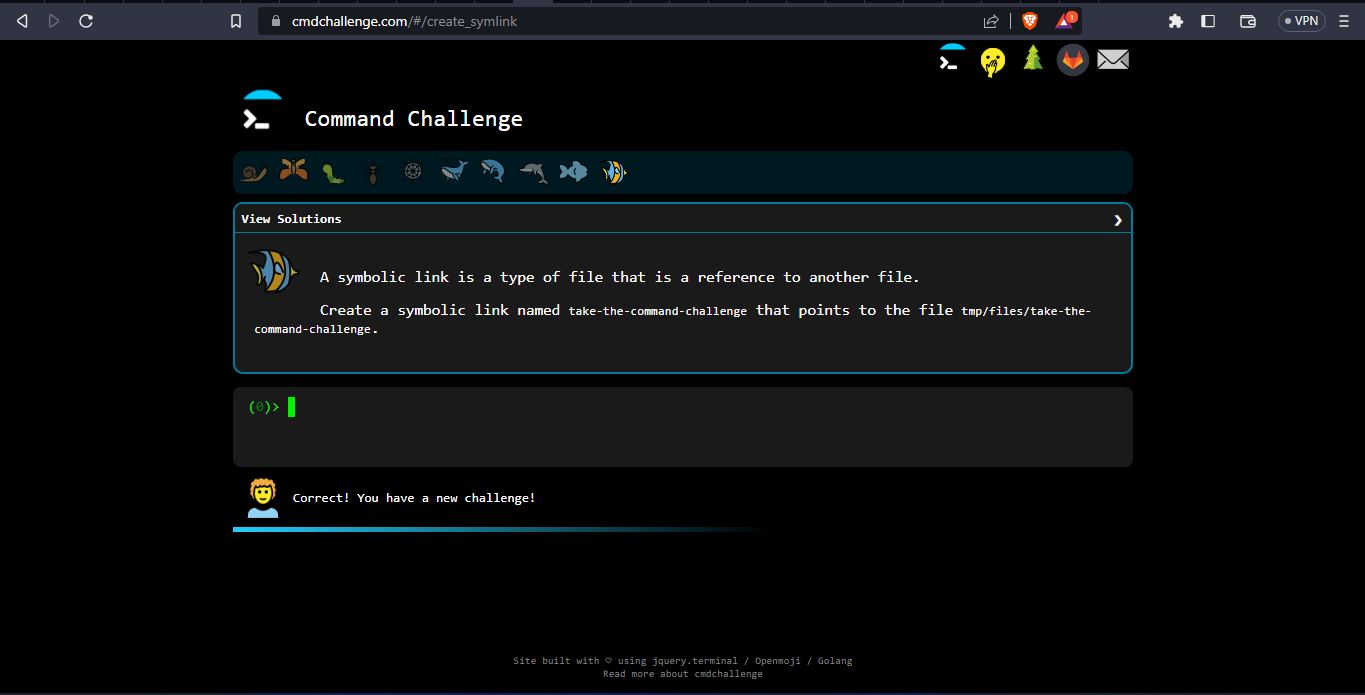 cmdchallenge.com/#/create_symlink
1
VPN
Command Challenge
View Solutions
A symbolic link is a type of file that is a reference to another file.
Create a symbolic link named take-the-command-challenge that points to the file tmp/files/take-the-
command-challenge.
(0)>
Correct! You have a new challenge!
Site built with ♡ using jquery.terminal / Openmoji / Golang
Read more about cmdchallenge